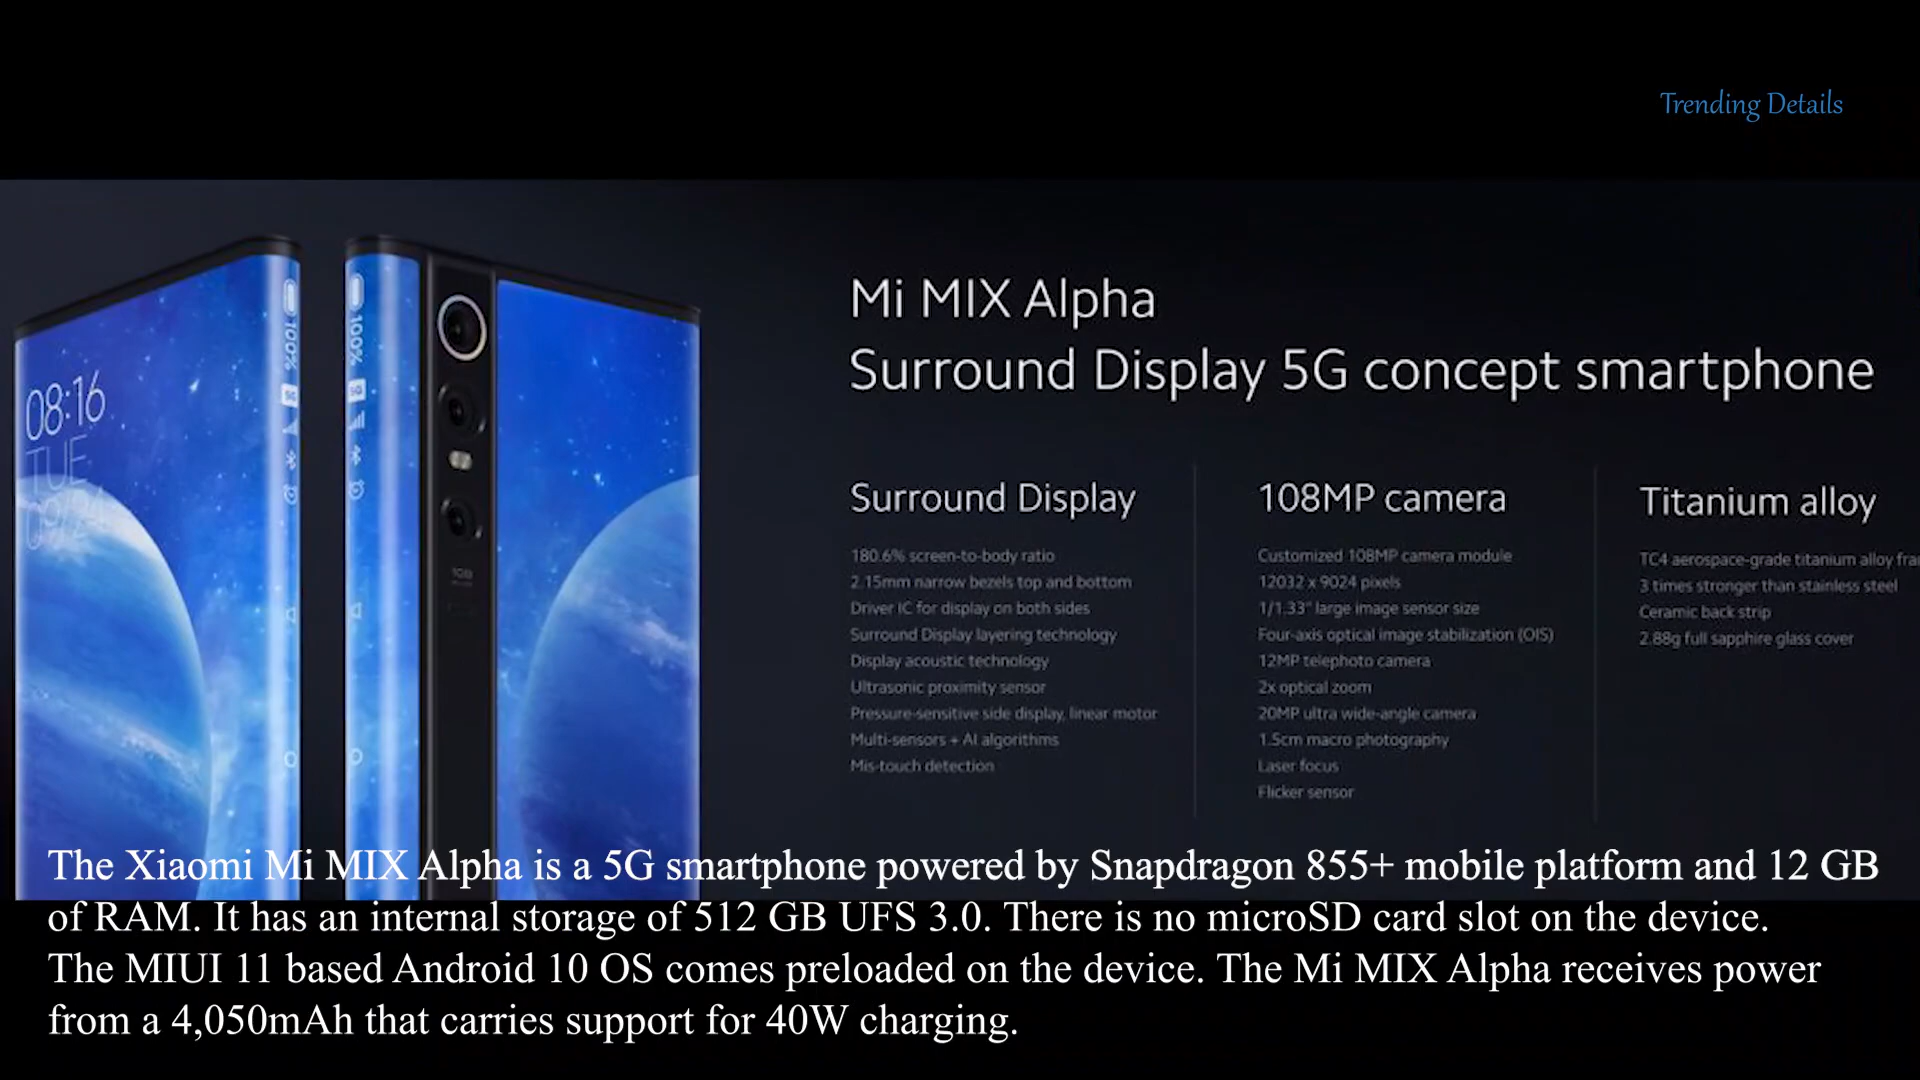 Trending Details
Mi MIX Alpha
Surround Display 5G concept smartphone
Surround Display
180.6% screen-to-body ratio
2.15mm narrow bezels top and bottom
Driver IC for display on both sides
Surround Display layering technology
Display acoustic technology
Ultrasonic proximity sensor
Pressure-sensitive side display, linear motor
Multi-sensors + AI algorithms
Mis-touch detection
108MP camera
Customized 108MP camera module
12032 x 9024 pixels
1/1.33" large image sensor size
Four-axis optical image stabilization (OIS)
12MP telephoto camera
2x optical zoom
20MP ultra wide-angle camera
1.5cm macro photography
Laser focus
Flicker sensor
Titanium alloy
TC4 aerospace-grade titanium alloy fra
3 times stronger than stainless steel
Ceramic back strip
2.88g full sapphire glass cover
08:16
TUE
09/24
100%
5G
100%
5G
The Xiaomi Mi MIX Alpha is a 5G smartphone powered by Snapdragon 855+ mobile platform and 12 GB
of RAM. It has an internal storage of 512 GB UFS 3.0. There is no microSD card slot on the device.
The MIUI 11 based Android 10 OS comes preloaded on the device. The Mi MIX Alpha receives power
from a 4,050mAh that carries support for 40W charging.